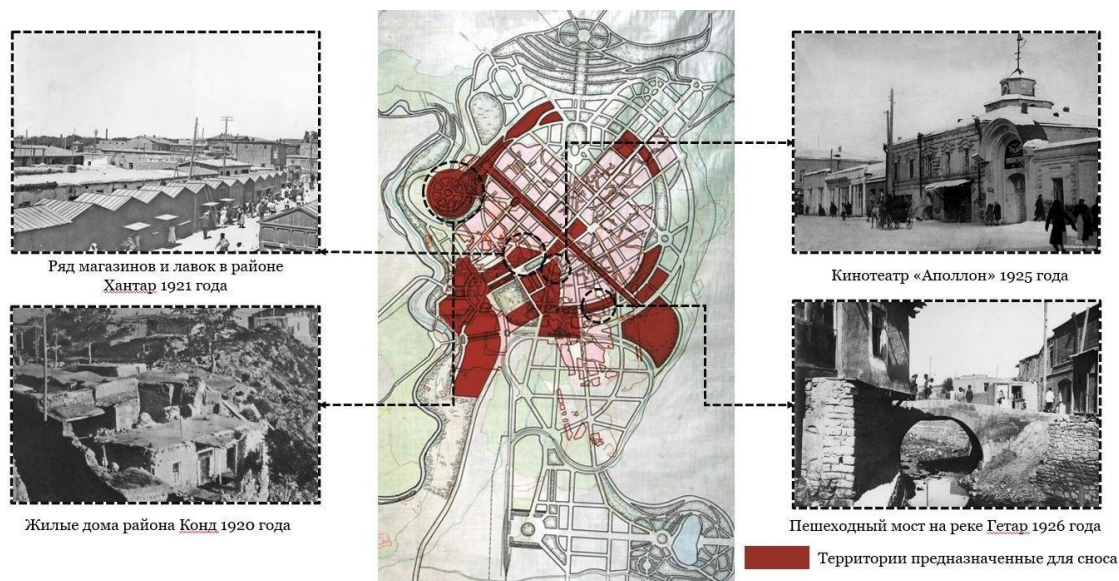 Ряд магазинов и лавок в районе
Хантар 1921 года
Кинотеатр «Аполлон» 1925 года
Жилые дома района Конд 1920 года
Пешеходный мост на реке Гетар 1926 года
Территории предназначенные для сноса